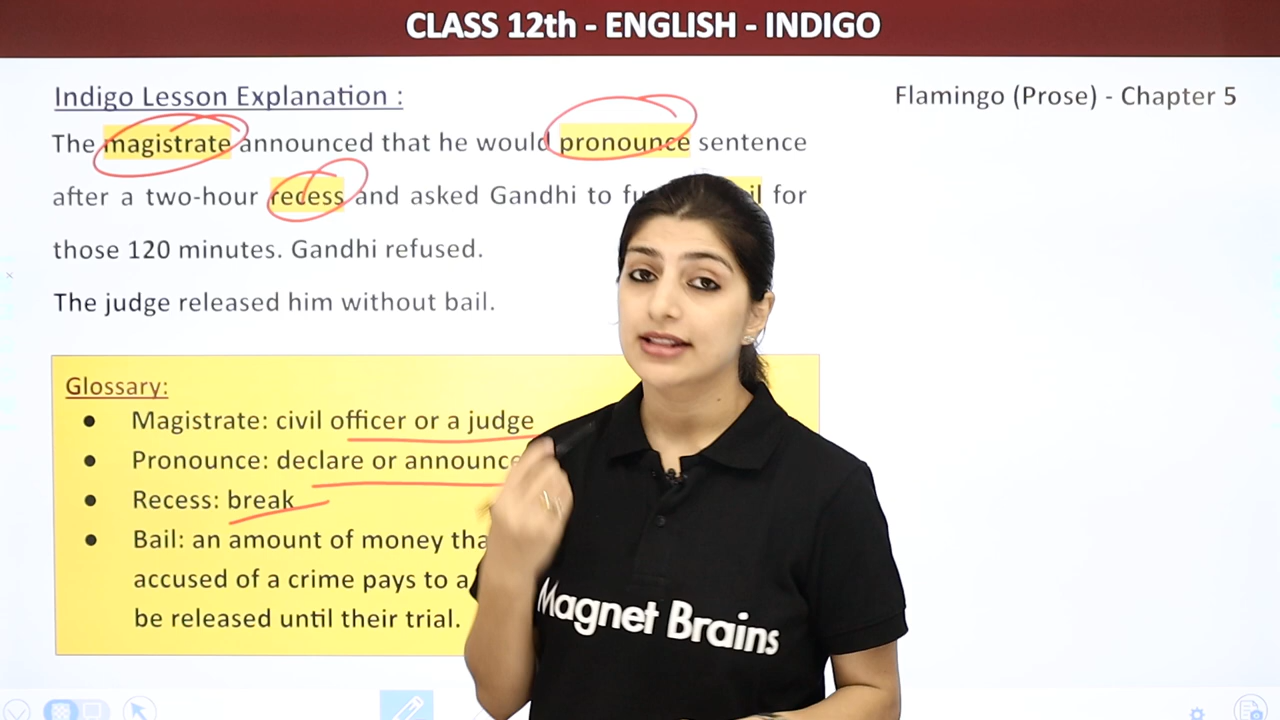 CLASS 12th - ENGLISH - INDIGO
Indigo Lesson Explanation :
Flamingo (Prose) - Chapter 5
The magistrate announced that he would pronounce sentence
after a two-hour recess and asked Gandhi to for
those 120 minutes. Gandhi refused.
The judge released him without bail.
Glossary:
● Magistrate: civil officer or a judge
● Pronounce: declare or announce
● Recess: break
● Bail: an amount of money
accused of a crime pays to a
be released until their trial.
Magnet Brains